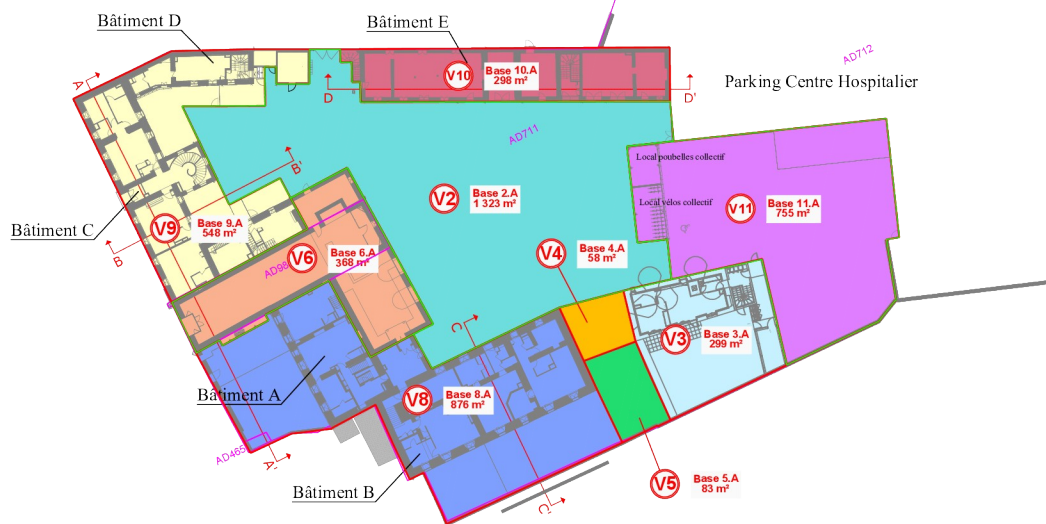 Bâtiment D
Bâtiment E
AD712
Parking Centre Hospitalier
A
V10
Base 10.A
298 m²
D
D'
AD711
B'
Local poubelles collectif
V2
Base 2.A
1 323 m²
Local vélos collectif
V11
Base 11.A
755 m²
Bâtiment C
V9
Base 9.A
548 m²
B
V6
Base 6.A
368 m²
AD98
V4
Base 4.A
58 m²
C
V3
Base 3.A
299 m²
Bâtiment A
V8
Base 8.A
876 m²
AD465
A'
Bâtiment B
C'
V5
Base 5.A
83 m²